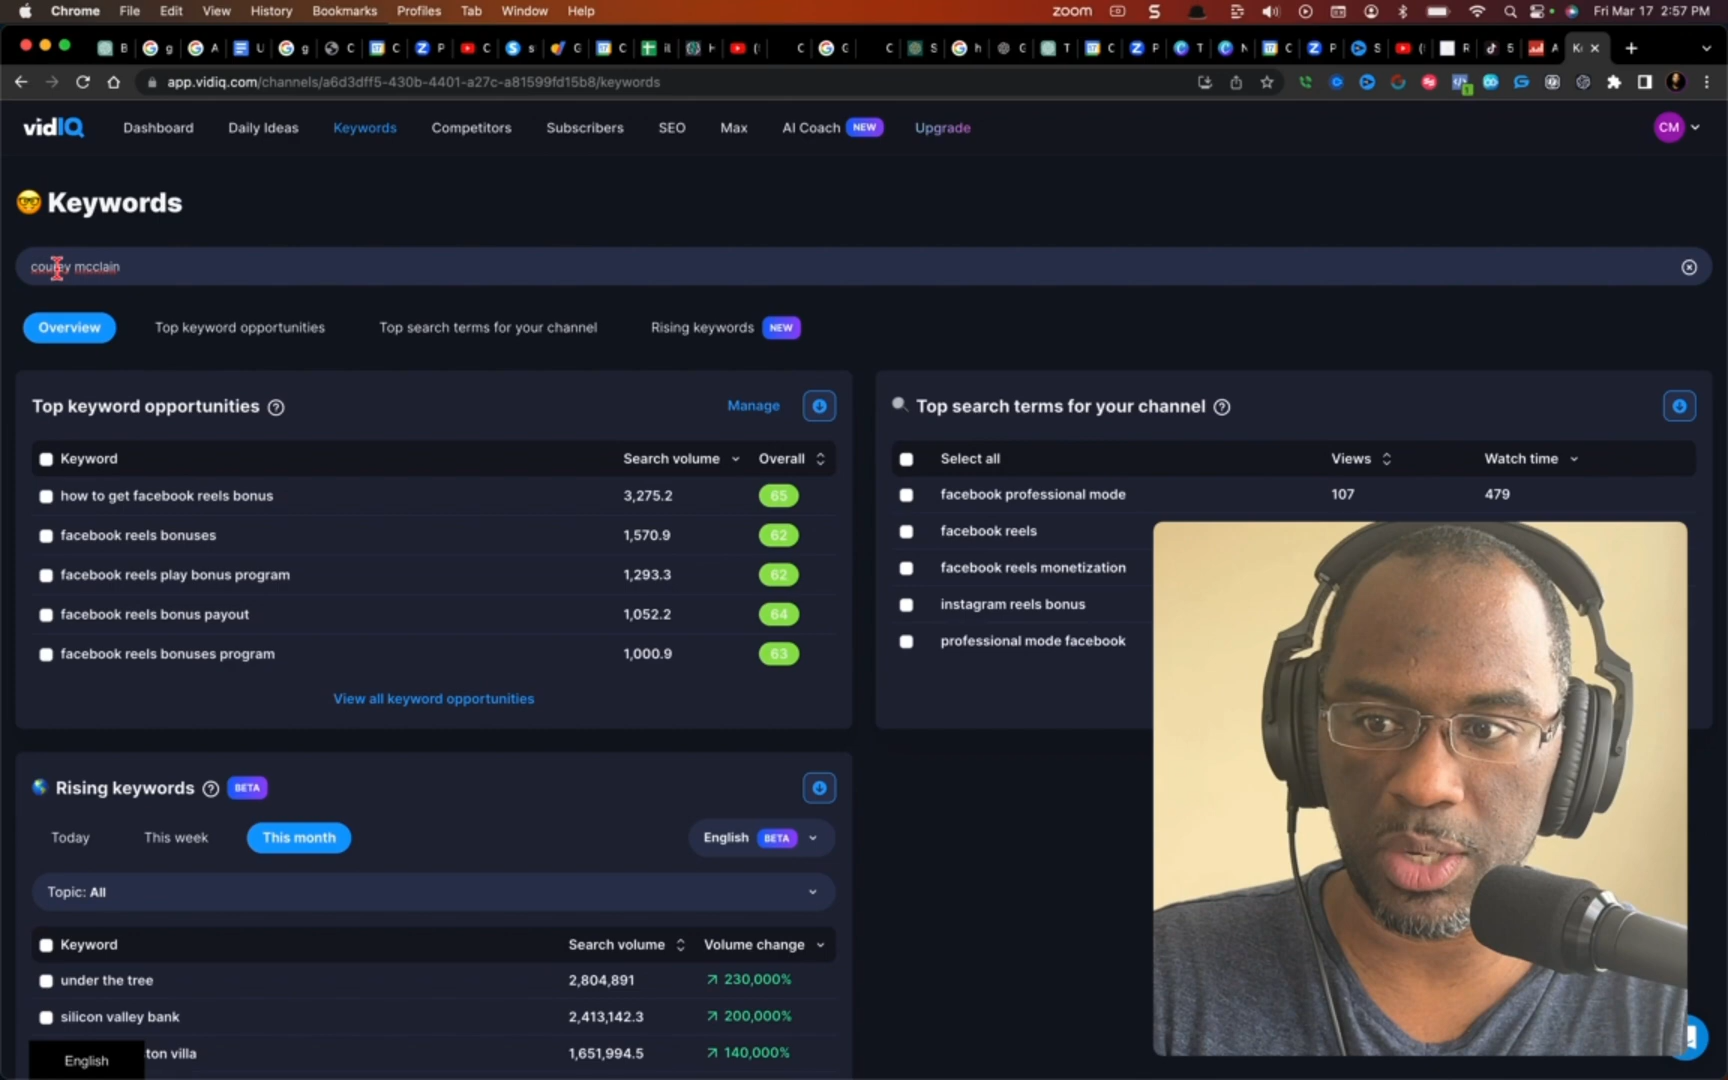 Chrome File Edit View History Bookmarks Profiles Tab Window Help zoom Fri Mar 17 2:57 PM
app.vidiq.com/channels/a6d3dff5-430b-4401-a27c-a81599fd15b8/keywords
vidIQ Dashboard Daily Ideas Keywords Competitors Subscribers SEO Max AI Coach NEW Upgrade CM
Keywords
mcclain
Overview Top keyword opportunities Top search terms for your channel Rising keywords NEW
Top keyword opportunities Manage
Keyword Search volume Overall
how to get facebook reels bonus 3,275.2 65
facebook reels bonuses 1,570.9 62
facebook reels play bonus program 1,293.3 62
facebook reels bonus payout 1,052.2 64
facebook reels bonuses program 1,000.9 63
View all keyword opportunities
Top search terms for your channel
Select all Views Watch time
facebook professional mode 107 479
facebook reels
facebook reels monetization
instagram reels bonus
professional mode facebook
Rising keywords BETA
Today This week This month English BETA
Topic: All
Keyword Search volume Volume change
under the tree 2,804,891 230,000%
silicon valley bank 2,413,142.3 200,000%
ton villa 1,651,994.5 140,000%
English